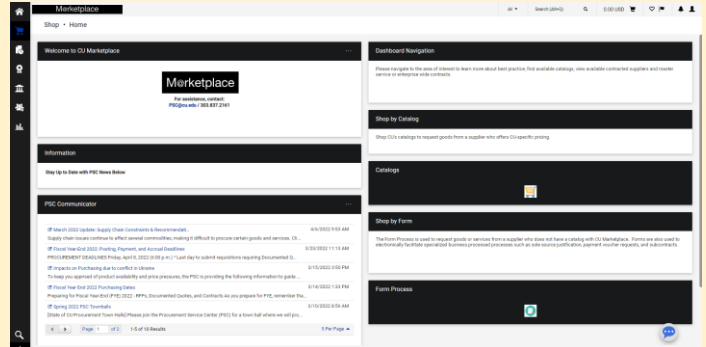 Marketplace
All
Search (Alt+Q)
0.00 USD
Shop • Home
Welcome to CU Marketplace
Marketplace
For assistance, contact:
PSC@cu.edu / 303.837.2161
Information
Stay Up to Date with PSC News Below
PSC Communicator
March 2022 Update: Supply Chain Constraints & Recommendati..
4/6/2022 9:53 AM
Supply chain issues continue to affect several commodities, making it difficult to procure certain goods and services. Cli...
Fiscal Year-End 2022: Posting, Payment, and Accrual Deadlines
3/23/2022 11:13 AM
PROCUREMENT DEADLINES Friday, April 8, 2022 (5:00 p.m.) *Last day to submit requisitions requiring Documented Q..
Impacts on Purchasing due to conflict in Ukraine
3/15/2022 3:50 PM
To keep you apprised of product availability and price pressures, the PSC is providing the following information to guide...
Fiscal Year End 2022 Purchasing Dates
3/14/2022 1:33 PM
Preparing for Fiscal Year End (FYE) 2022 - RFPs, Documented Quotes, and Contracts As you prepare for FYE, remember the...
Spring 2022 PSC Townhalls
3/10/2022 8:56 AM
[State of CU Procurement Town Halls] Please join the Procurement Service Center (PSC) for a town hall where we will pro...
Page 1 of 2 1-5 of 10 Results
5 Per Page
Dashboard Navigation
Please navigate to the area of interest to learn more about best practice, find available catalogs, view available contracted suppliers and master
service or enterprise wide contracts.
Shop by Catalog
Shop CU's catalogs to request goods from a supplier who offers CU-specific pricing.
Catalogs
Shop by Form
The Form Process is used to request goods or services from a supplier who does not have a catalog with CU Marketplace. Forms are also used to
electronically facilitate specialized business processed processes such as sole source justification, payment voucher requests, and subcontracts.
Form Process